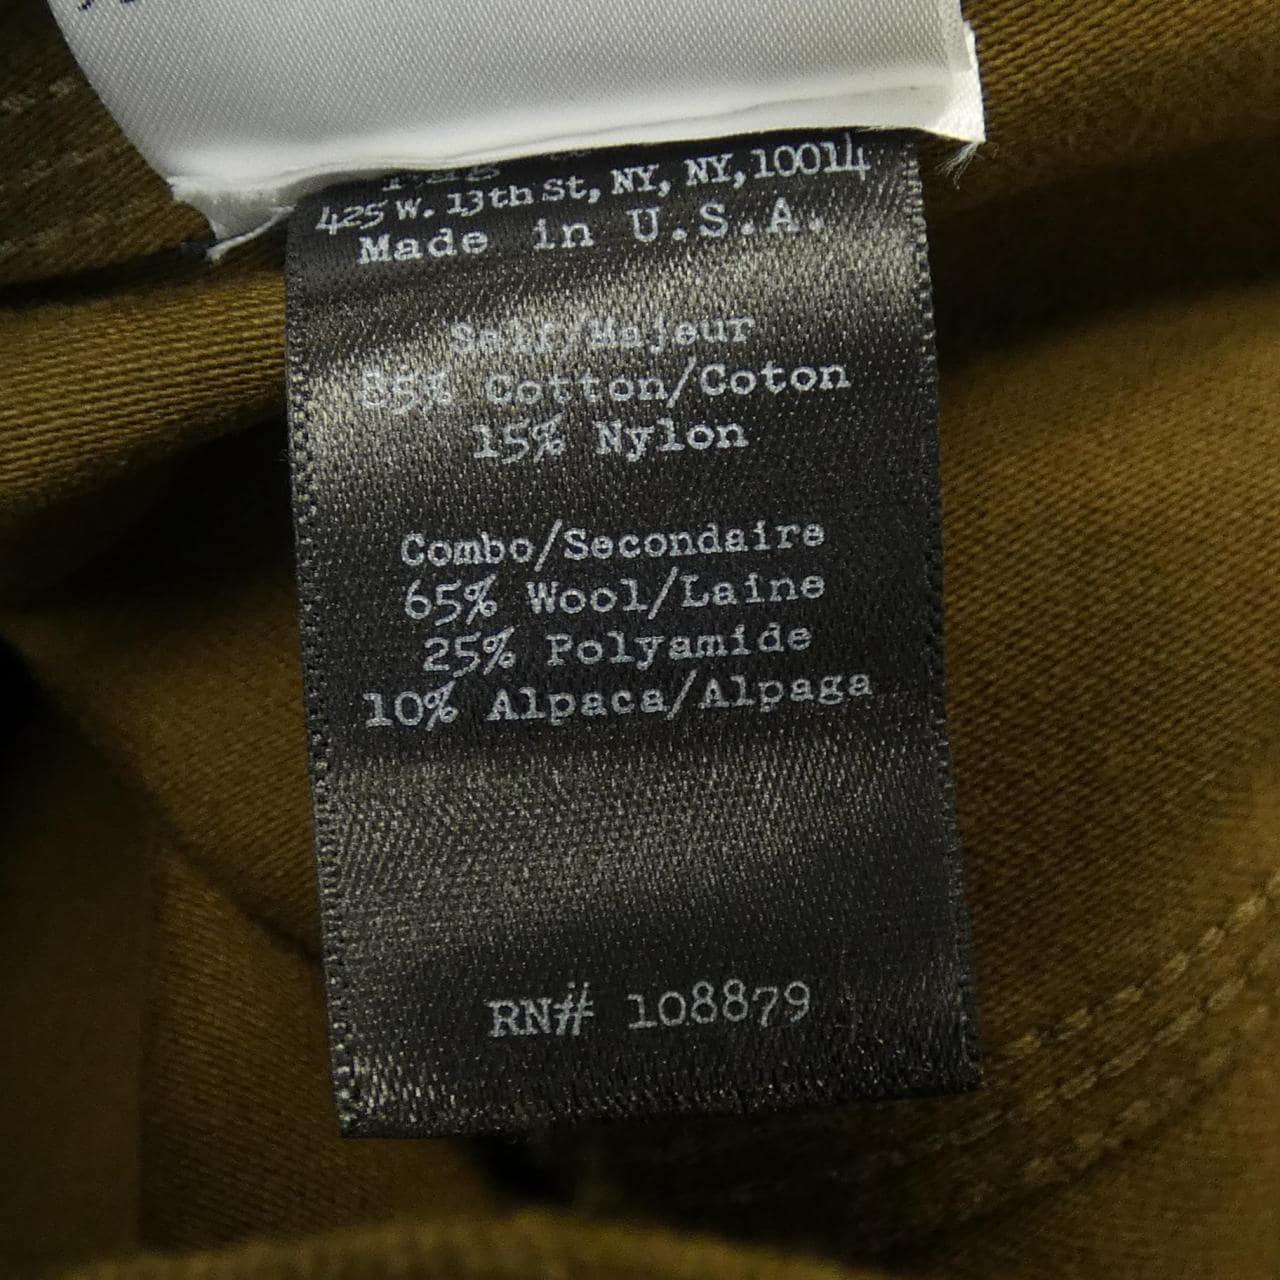 425 W. 13th St, NY, NY, 10014
Made in U.S.A.
Self/Majeur
85% Cotton/Coton
15% Nylon
Combo/Secondaire
65% Wool/Laine
25% Polyamide
10% Alpaca/Alpaga
RN# 108879